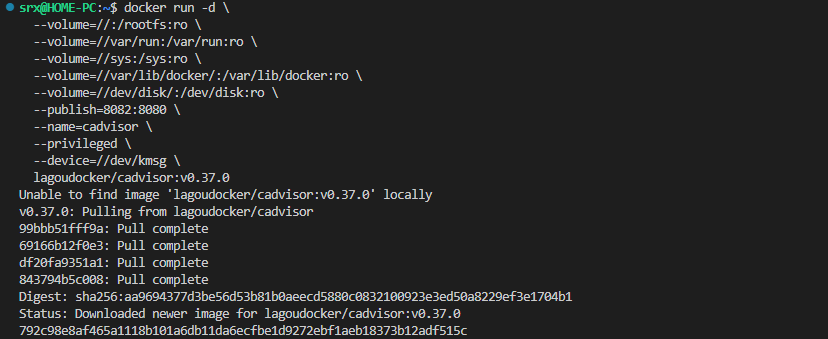 srx@HOME-PC:~$ docker run -d \
--volume=//:/rootfs:ro \
--volume=//var/run:/var/run:ro \
--volume=//sys:/sys:ro \
--volume=//var/lib/docker/:/var/lib/docker:ro \
--volume=//dev/disk/:/dev/disk:ro \
--publish=8082:8080 \
--name=cadvisor \
--privileged \
--device=//dev/kmsg \
lagoudocker/cadvisor:v0.37.0
Unable to find image 'lagoudocker/cadvisor:v0.37.0' locally
v0.37.0: Pulling from lagoudocker/cadvisor
99bbb51fff9a: Pull complete
69166b12f0e3: Pull complete
df20fa9351a1: Pull complete
843794b5c008: Pull complete
Digest: sha256:aa9694377d3be56d53b81b0aeecd5880c0832100923e3ed50a8229ef3e1704b1
Status: Downloaded newer image for lagoudocker/cadvisor:v0.37.0
792c98e8af465a1118b101a6db11da6ecfbe1d9272ebf1aeb18373b12adf515c